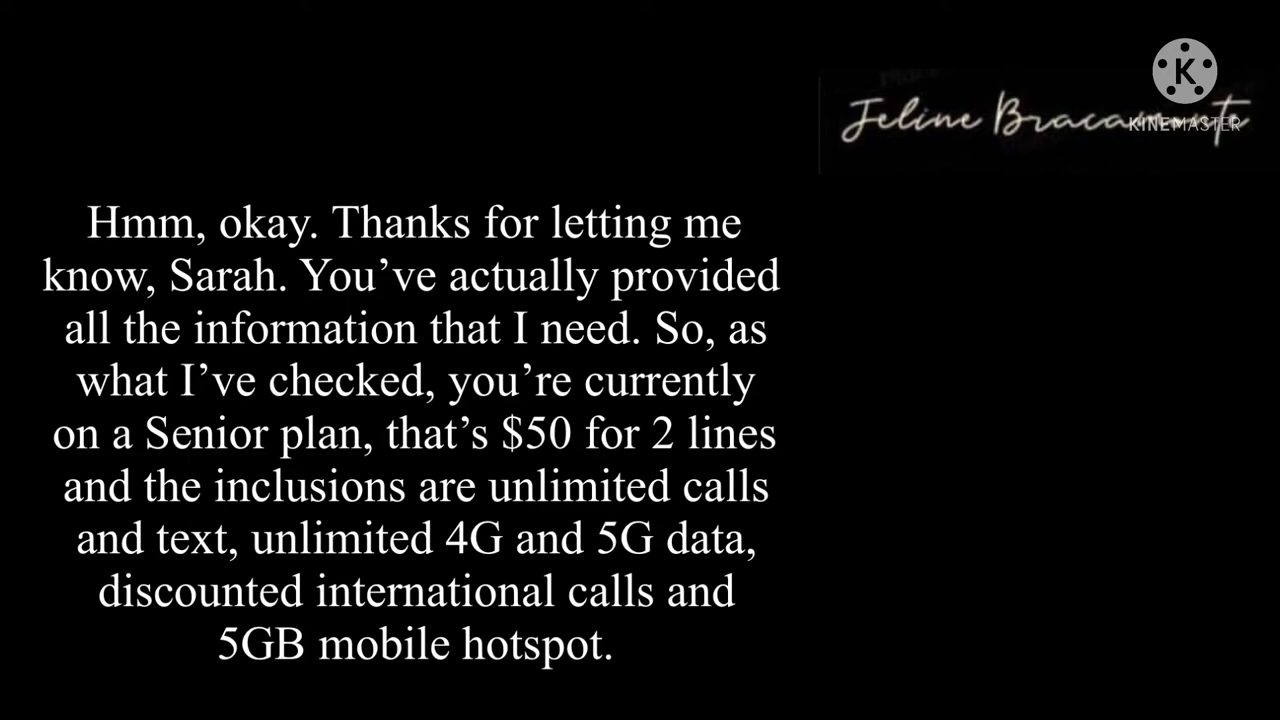 K
KINEMASTER
Jeline
Hmm, okay. Thanks for letting me
know, Sarah. You’ve actually provided
all the information that I need. So, as
what I’ve checked, you’re currently
on a Senior plan, that’s $50 for 2 lines
and the inclusions are unlimited calls
and text, unlimited 4G and 5G data,
discounted international calls and
5GB mobile hotspot.